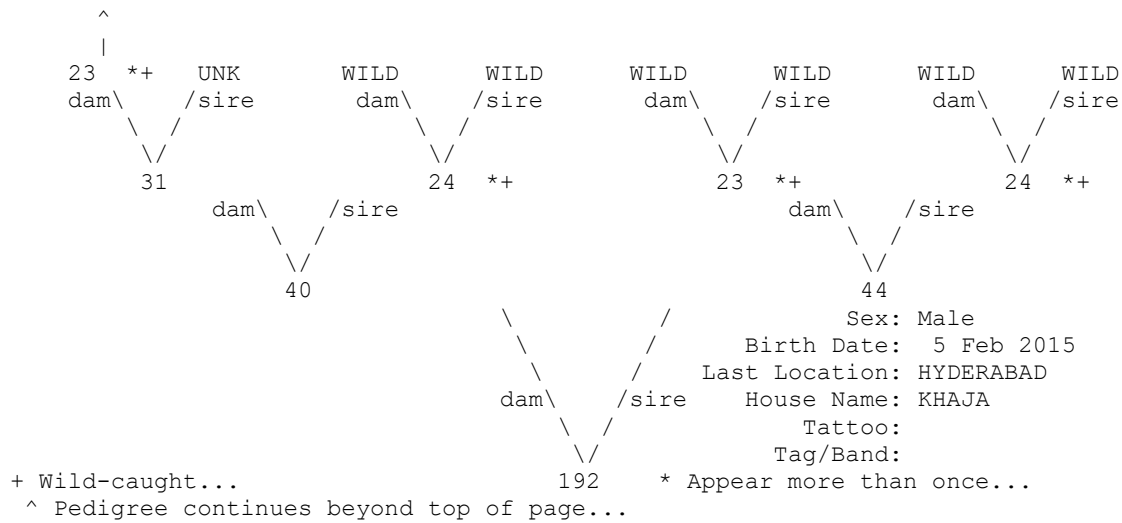 ^
|
23 *+ UNK WILD WILD WILD WILD WILD WILD
dam\ /sire dam\ /sire dam\ /sire dam\ /sire
\ / \ / \ / \ /
\/ \/ \/ \/
31 24 *+ 23 *+ 24 *+
dam\ /sire dam\ /sire
\ / \ /
\/ \/
40 44
\ / Sex: Male
\ / Birth Date: 5 Feb 2015
\ / Last Location: HYDERABAD
dam\ /sire House Name: KHAJA
\ / Tattoo:
\/ Tag/Band:
+ Wild-caught... 192 * Appear more than once...
^ Pedigree continues beyond top of page...